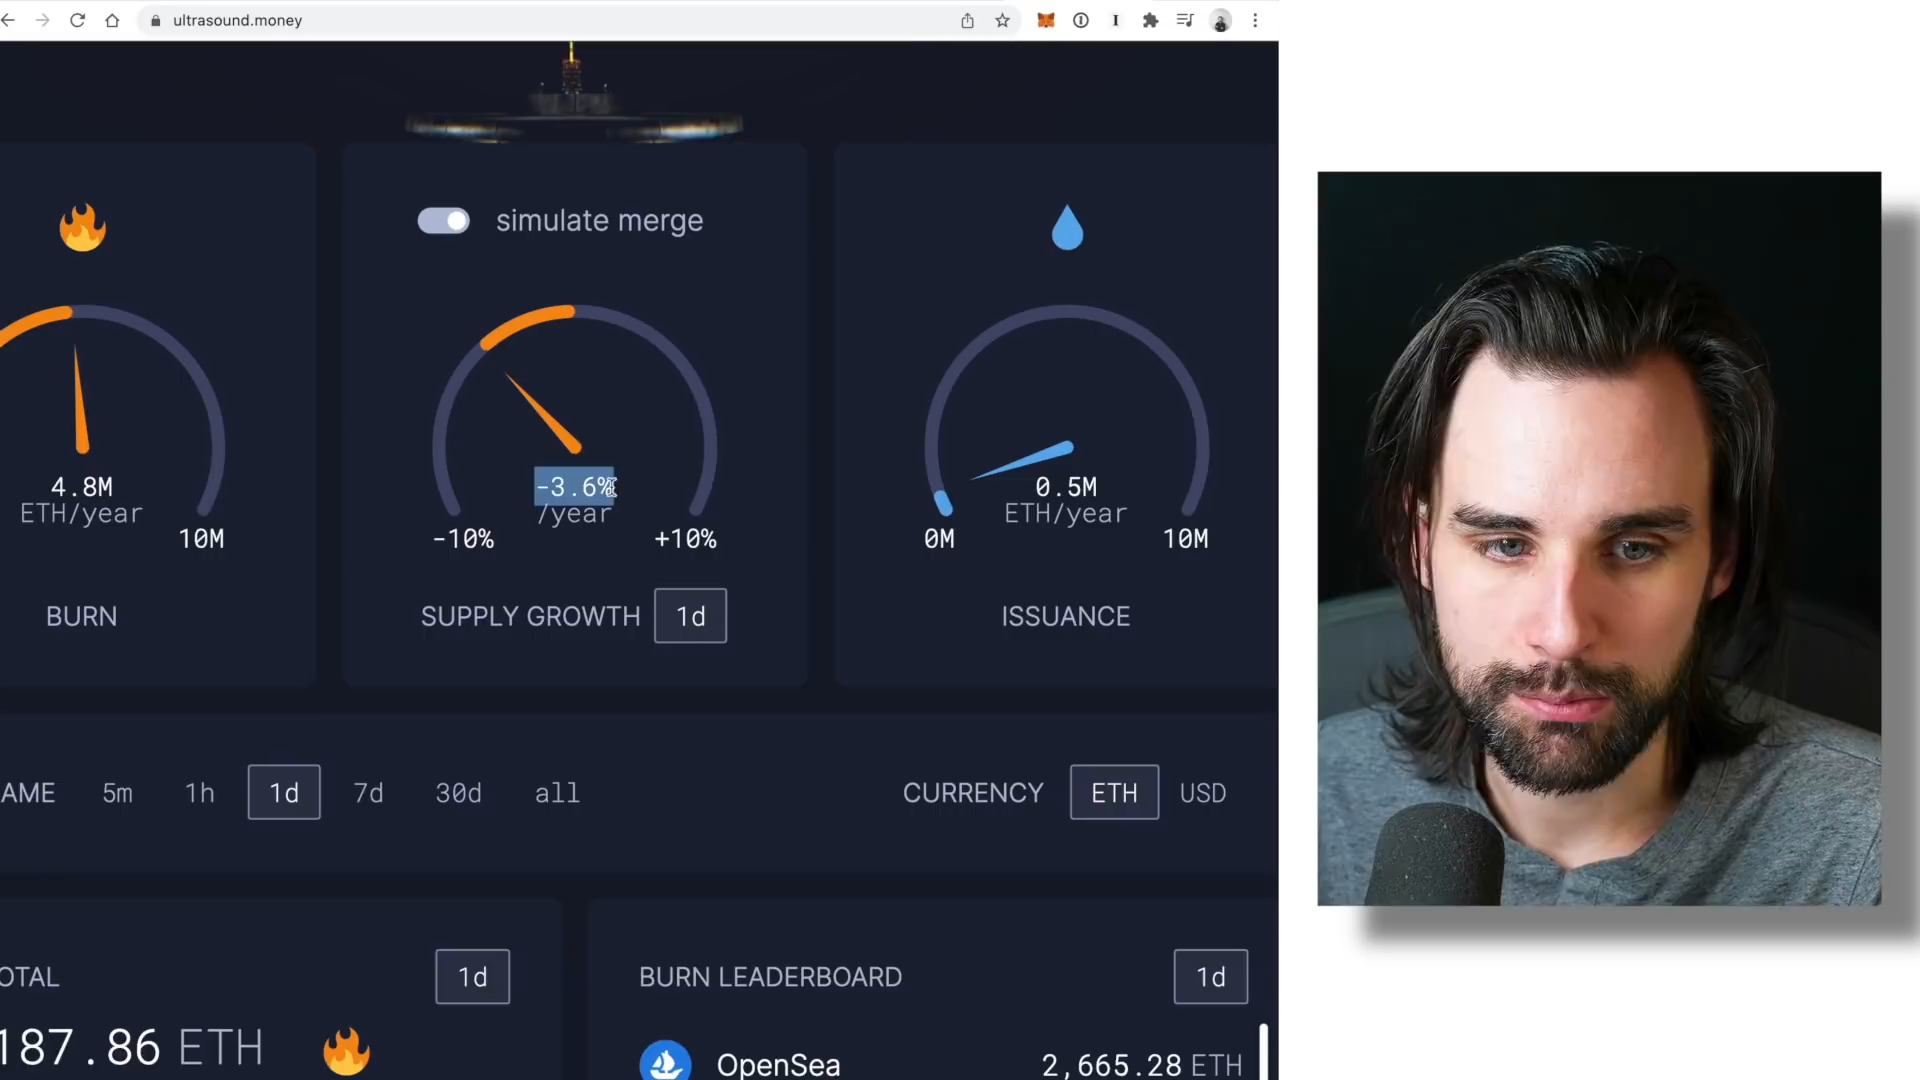 ultrasound.money
simulate merge
4.8M
ETH/year
10M
BURN
-3.6%
/year
-10%
+10%
SUPPLY GROWTH 1d
0.5M
ETH/year
0M
10M
ISSUANCE
AME 5m 1h 1d 7d 30d all
CURRENCY ETH USD
OTAL 1d
187.86 ETH
BURN LEADERBOARD 1d
OpenSea 2,665.28 ETH